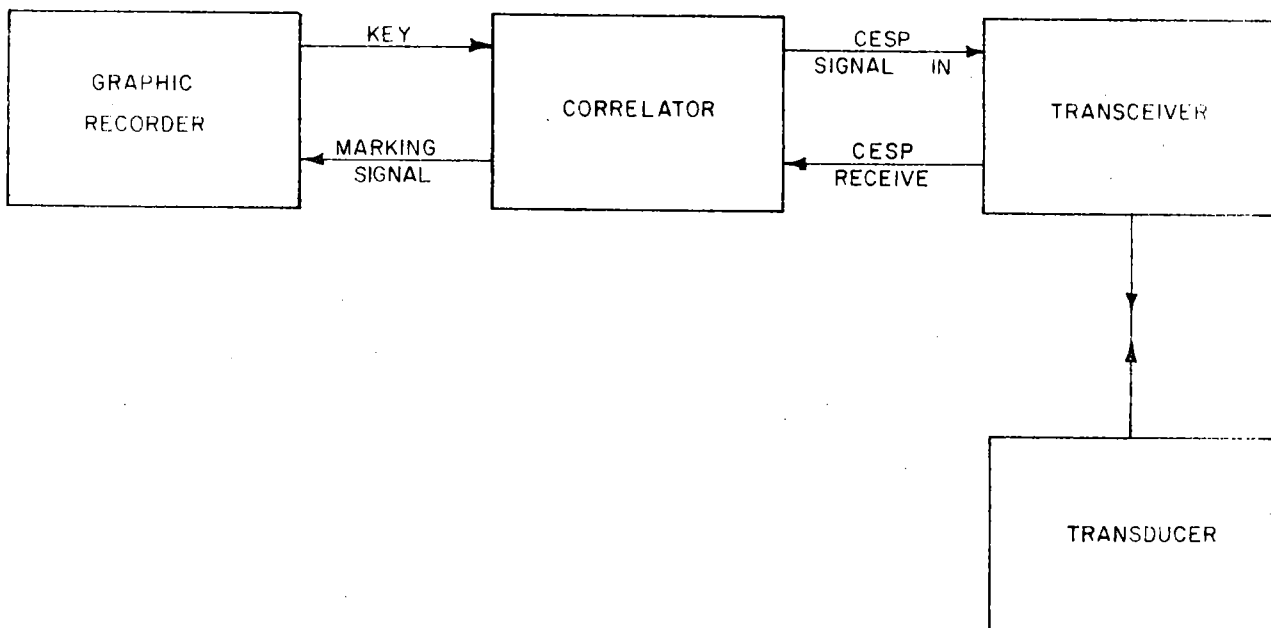 GRAPHIC
RECORDER
KEY
MARKING
SIGNAL
CORRELATOR
CESP
SIGNAL IN
CESP
RECEIVE
TRANSCEIVER
TRANSDUCER